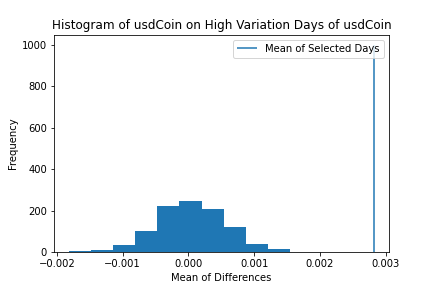 Histogram of usdCoin on High Variation Days of usdCoin
Mean of Selected Days
Frequency
1000
800
600
400
200
0
−0.002 −0.001 0.000 0.001 0.002 0.003
Mean of Differences